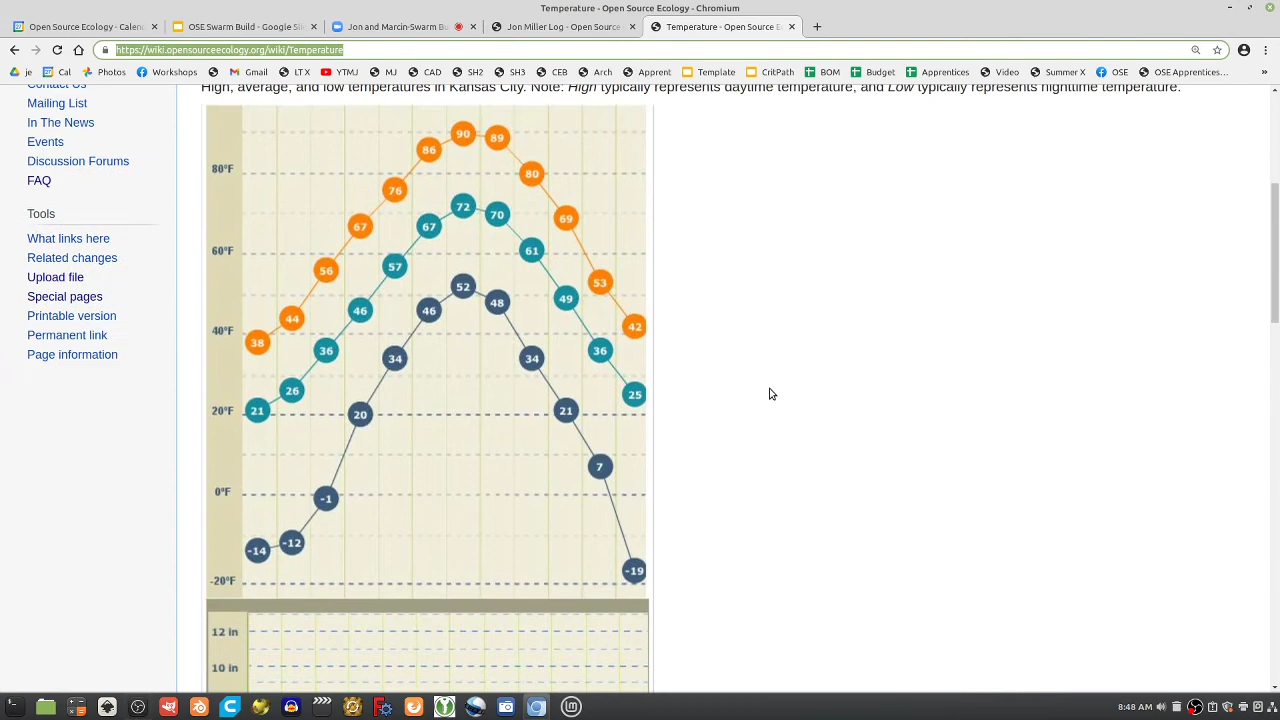 Temperature - Open Source Ecology - Chromium
Open Source Ecology - Calen
OSE Swarm Build - Google Sli
Jon and Marcin-Swarm B
Jon Miller Log - Open Source
Temperature - Open Source E
https://wiki.opensourceecology.org/wiki/Temperature
je
Cal
Photos
Workshops
Gmail
LTX
YTMJ
MJ
CAD
SH2
SH3
CEB
Arch
Apprent
Template
CritPath
BOM
Budget
Apprentices
Video
Summer X
OSE
OSE Apprentices…
Contact Us
Mailing List
In The News
Events
Discussion Forums
FAQ
Tools
What links here
Related changes
Upload file
Special pages
Printable version
Permanent link
Page information
High, average, and low temperatures in Kansas City. Note: High typically represents daytime temperature, and Low typically represents nighttime temperature.
80°F
60°F
40°F
20°F
0°F
-20°F
38 44 56 67 76 86 90 89 80 69 53 42
21 26 36 46 57 67 72 70 61 49 36 25
-14 -12 -1 20 34 46 52 48 34 21 7 -19
12 in
10 in
8:48 AM